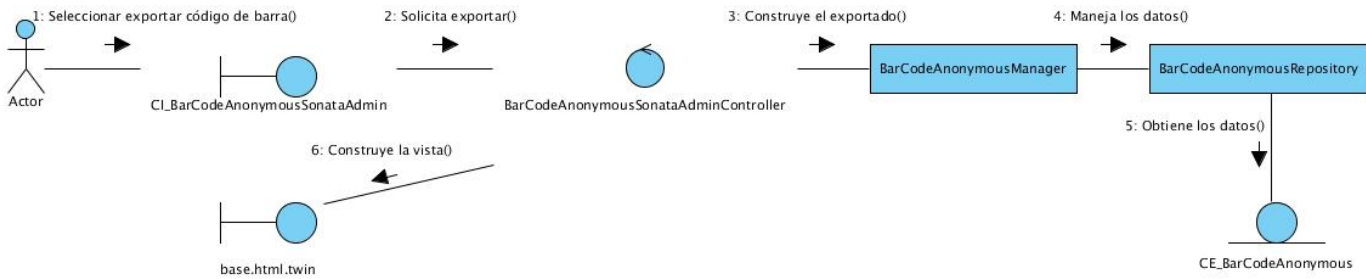 1: Seleccionar exportar código de barra()
2: Solicita exportar()
3: Construye el exportado()
4: Maneja los datos()
BarCodeAnonymousManager
BarCodeAnonymousRepository
Actor
CI_BarCodeAnonymousSonataAdmin
BarCodeAnonymousSonataAdminController
5: Obtiene los datos()
6: Construye la vista()
base.html.twin
CE_BarCodeAnonymous